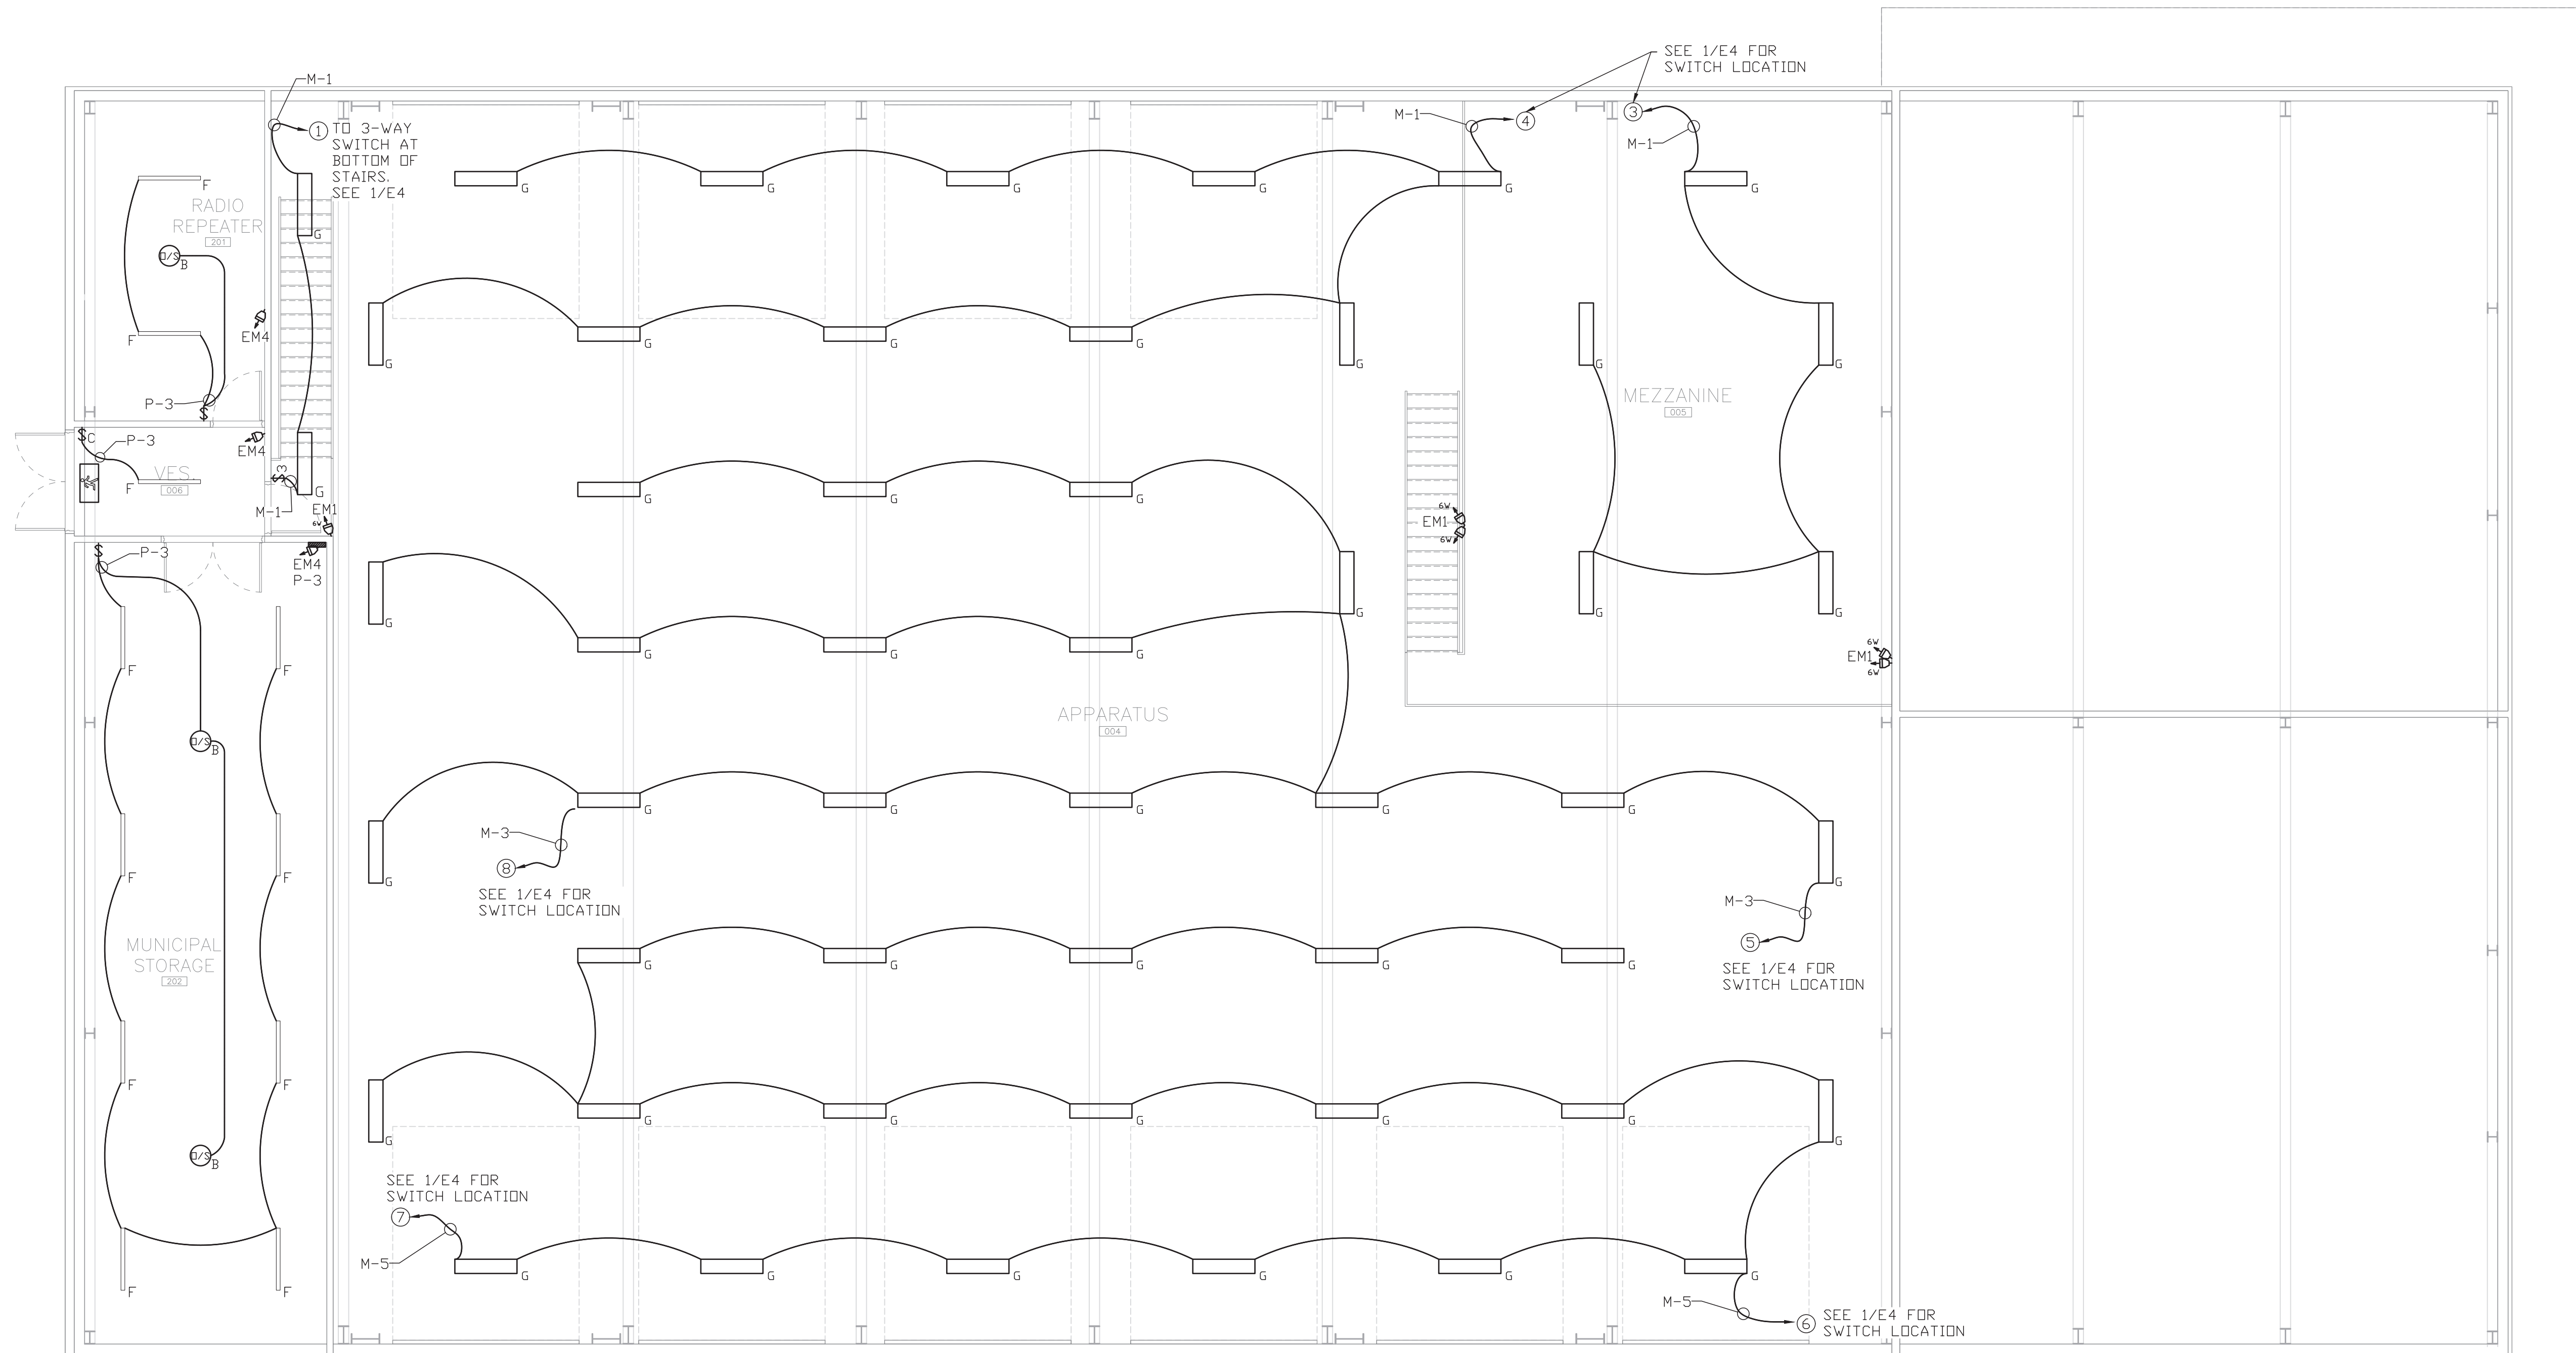 SEE 1/E4 FOR
SWITCH LOCATION
M-1
1
TO 3-WAY
SWITCH AT
BOTTOM OF
STAIRS.
SEE 1/E4
M-1
4
3
M-1
F
RADIO
REPEATER
201
O/S
B
G
G
G
G
G
G
G
EM4
F
G
G
G
G
G
G
G
P-3
$
MEZZANINE
005
$C
P-3
EM4
VES.
006
F
$3
M-1
G
EM1
6W
G
G
G
6W
EM1
6W
$
P-3
EM4
P-3
G
G
G
G
G
G
G
6W
EM1
6W
F
F
APPARATUS
004
O/S
B
G
G
G
G
G
M-3
8
SEE 1/E4 FOR
SWITCH LOCATION
G
G
F
F
M-3
5
SEE 1/E4 FOR
SWITCH LOCATION
MUNICIPAL
STORAGE
202
G
G
G
G
G
F
F
G
G
G
G
G
G
G
O/S
B
SEE 1/E4 FOR
SWITCH LOCATION
7
M-5
G
G
G
G
G
G
F
F
M-5
6
SEE 1/E4 FOR
SWITCH LOCATION